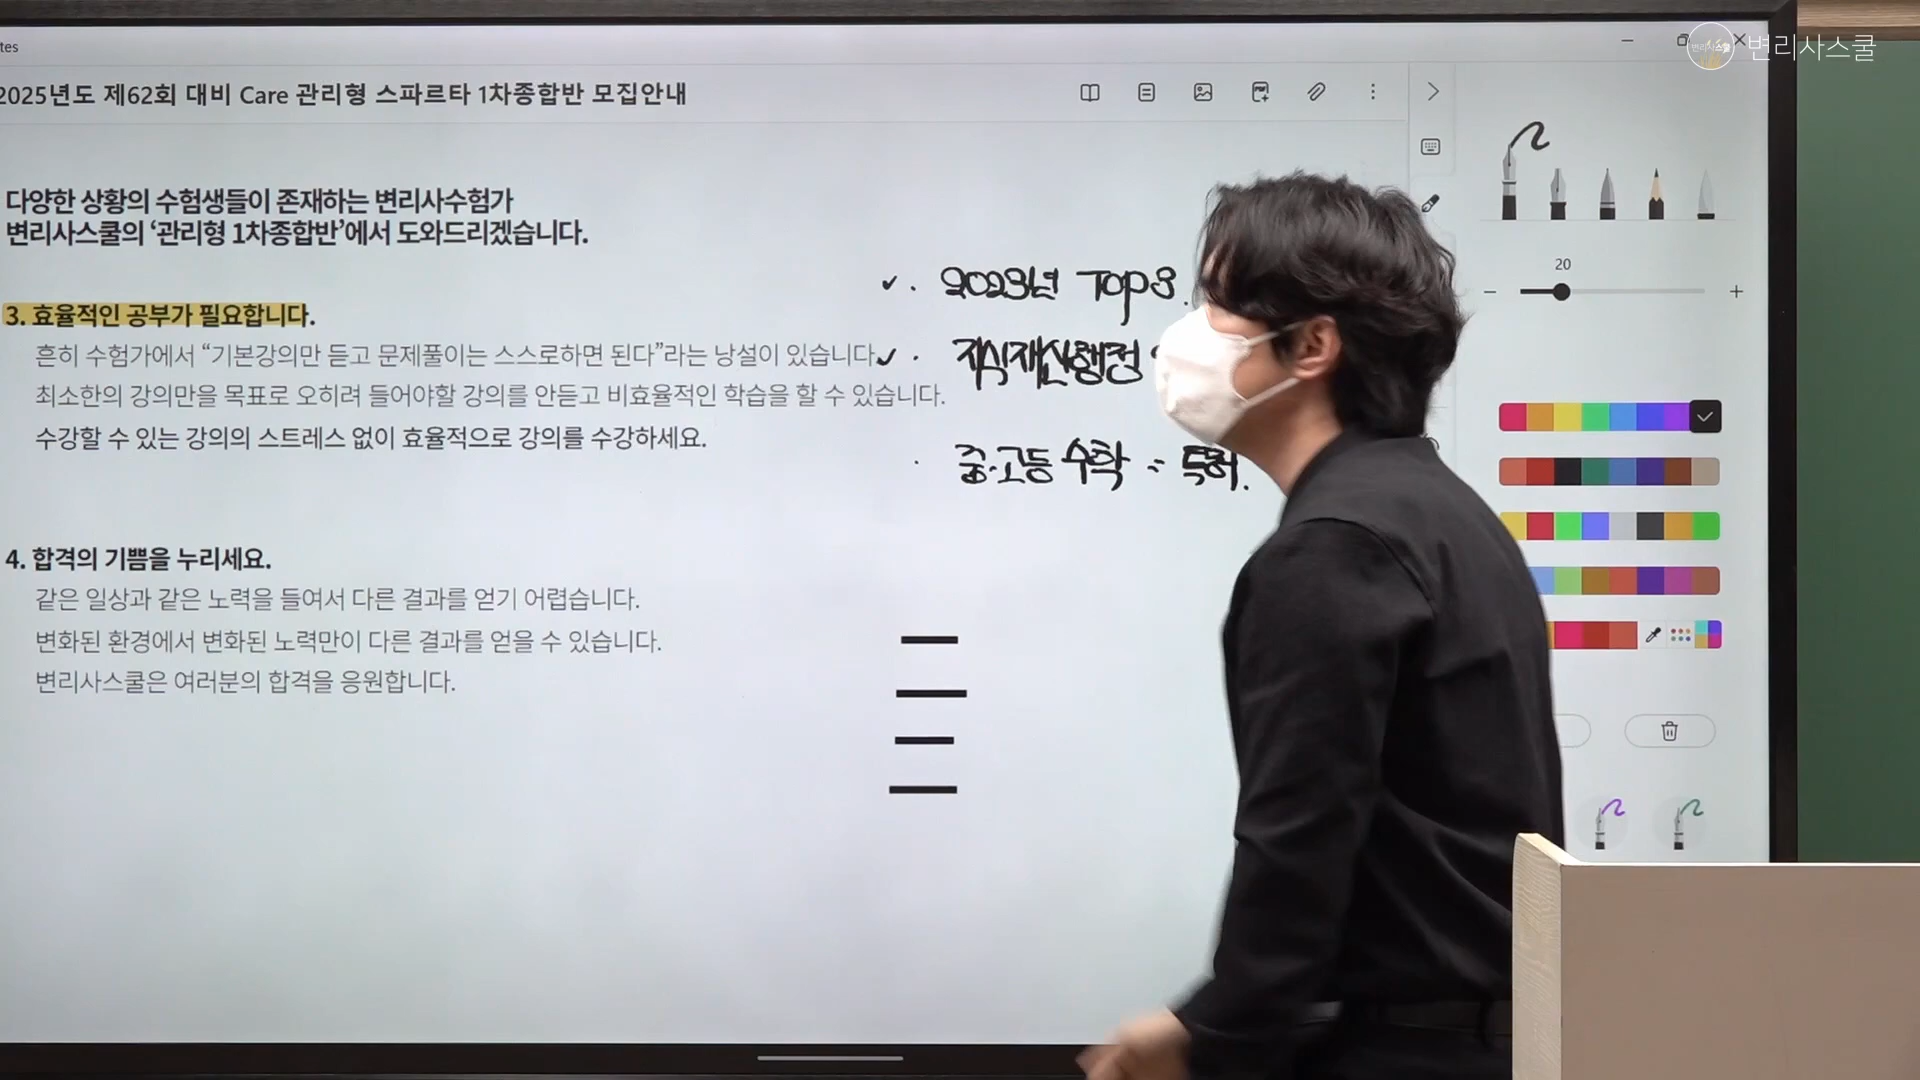 tes
변리사스쿨
2025년도 제62회 대비 Care 관리형 스파르타 1차종합반 모집안내
다양한 상황의 수험생들이 존재하는 변리사수험가
변리사스쿨의 ‘관리형 1차종합반’에서 도와드리겠습니다.
3. 효율적인 공부가 필요합니다.
흔히 수험가에서 “기본강의만 듣고 문제풀이는 스스로하면 된다”라는 낭설이 있습니다.
최소한의 강의만을 목표로 오히려 들어야할 강의를 안듣고 비효율적인 학습을 할 수 있습니다.
수강할 수 있는 강의의 스트레스 없이 효율적으로 강의를 수강하세요.
4. 합격의 기쁨을 누리세요.
같은 일상과 같은 노력을 들여서 다른 결과를 얻기 어렵습니다.
변화된 환경에서 변화된 노력만이 다른 결과를 얻을 수 있습니다.
변리사스쿨은 여러분의 합격을 응원합니다.
2023년 Top 3.
지식재산행정
중·고등 수학 = 특허.
20